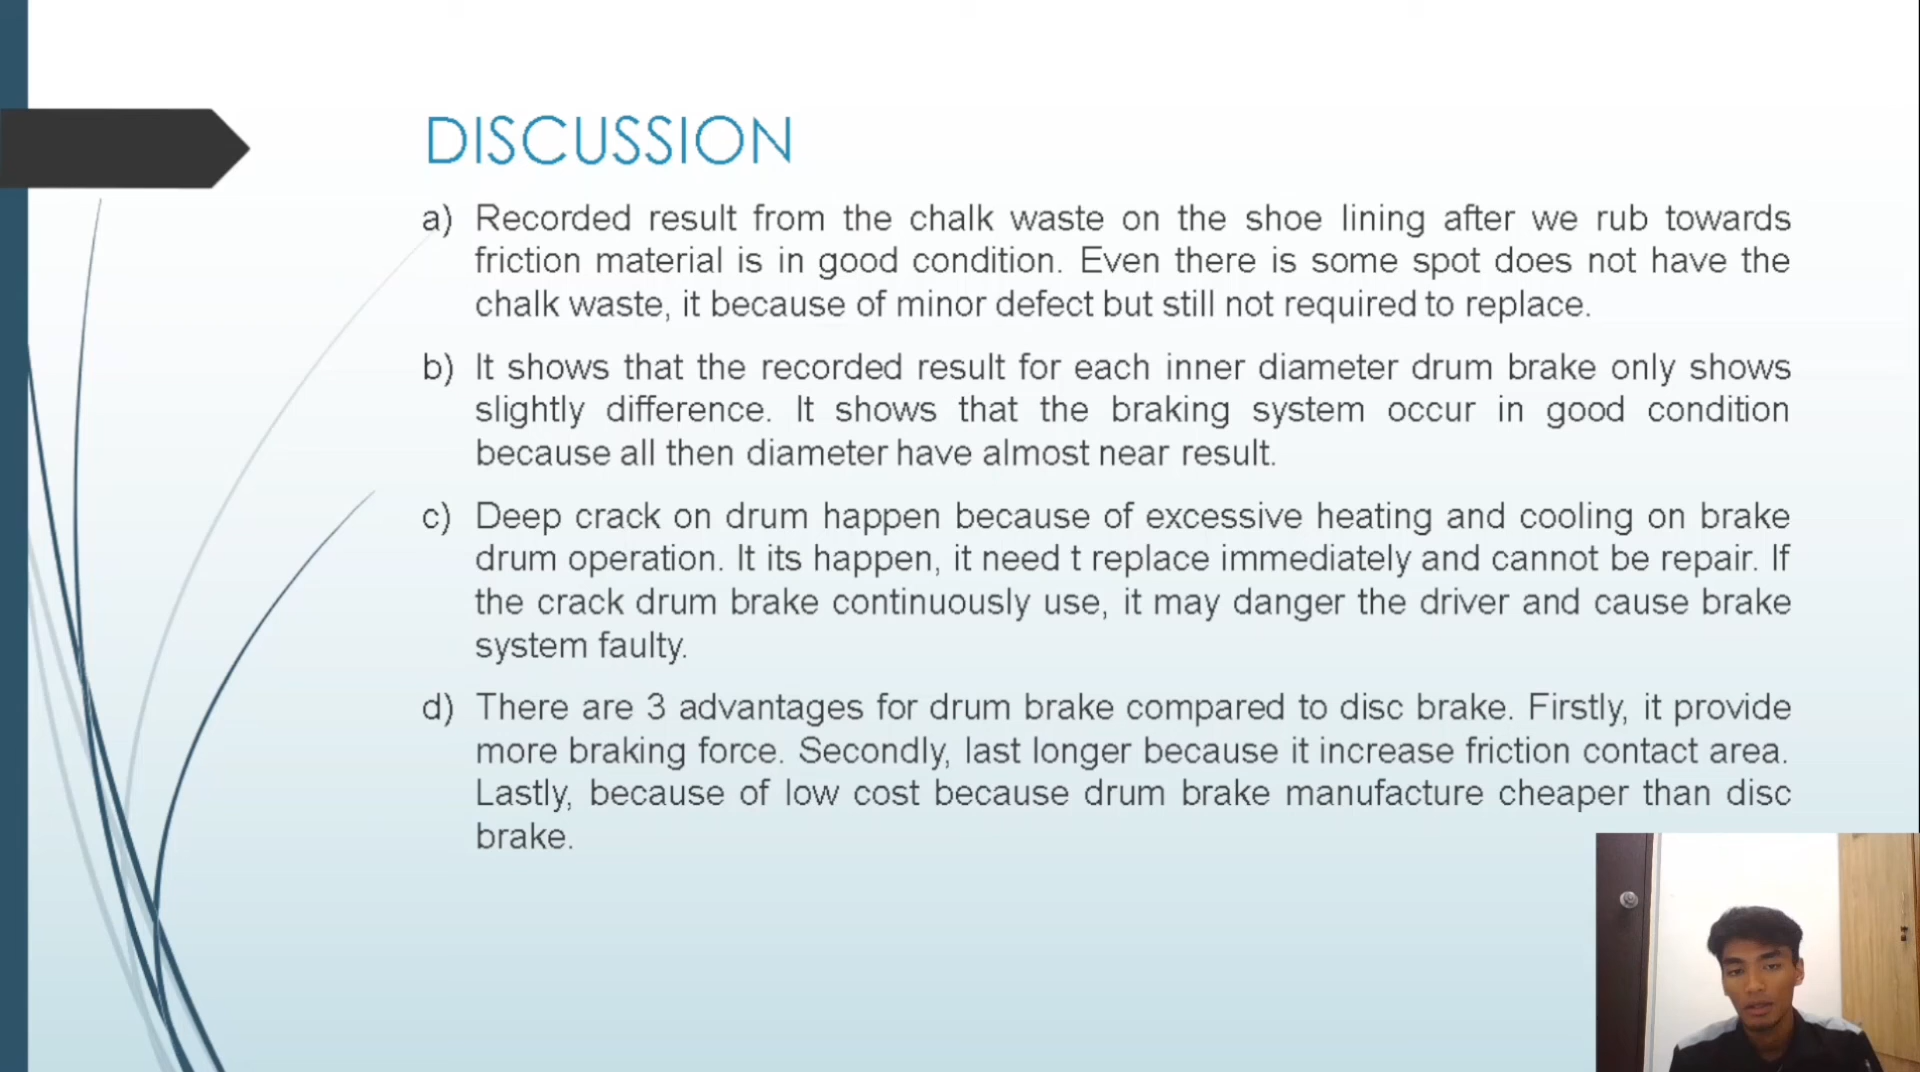 DISCUSSION
a) Recorded result from the chalk waste on the shoe lining after we rub towards
friction material is in good condition. Even there is some spot does not have the
chalk waste, it because of minor defect but still not required to replace.
b) It shows that the recorded result for each inner diameter drum brake only shows
slightly difference. It shows that the braking system occur in good condition
because all then diameter have almost near result.
c) Deep crack on drum happen because of excessive heating and cooling on brake
drum operation. It its happen, it need t replace immediately and cannot be repair. If
the crack drum brake continuously use, it may danger the driver and cause brake
system faulty.
d) There are 3 advantages for drum brake compared to disc brake. Firstly, it provide
more braking force. Secondly, last longer because it increase friction contact area.
Lastly, because of low cost because drum brake manufacture cheaper than disc
brake.